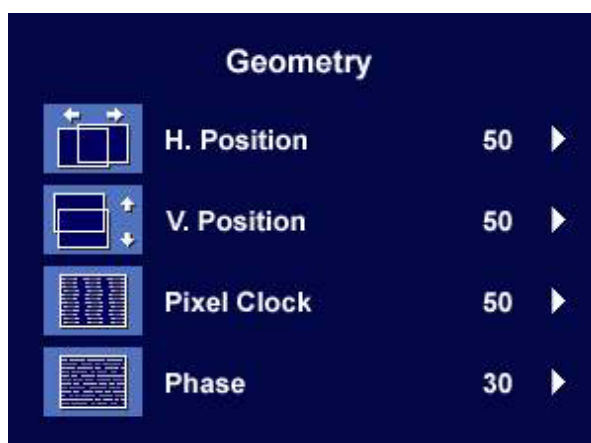 Geometry
H. Position 50
V. Position 50
Pixel Clock 50
Phase 30